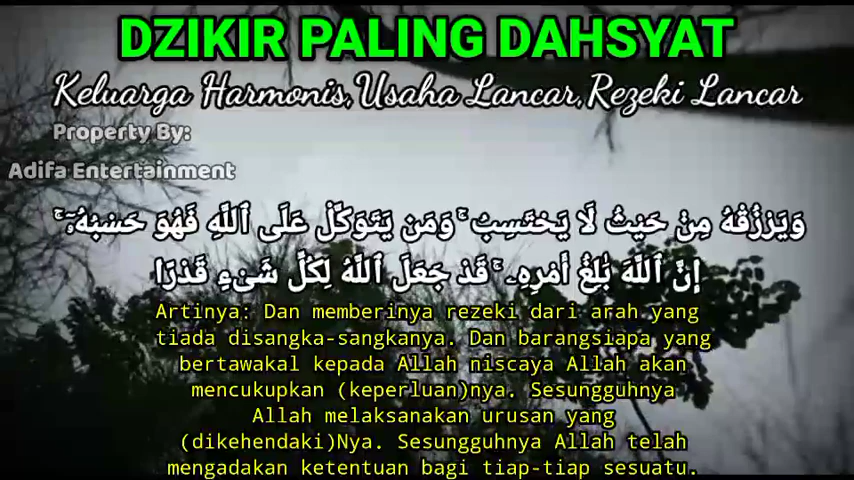 DZIKIR PALING DAHSYAT
Keluarga Harmonis,Usaha Lancar,Rezeki Lancar
Property By:
Adifa Entertainment
وَيَرْزُقْهُ مِنْ حَيْثُ لَا يَحْتَسِبُ ۚ وَمَن يَتَوَكَّلْ عَلَى ٱللَّهِ فَهُوَ حَسْبُهُۥٓ ۚ
إِنَّ ٱللَّهَ بَٰلِغُ أَمْرِهِۦ ۚ قَدْ جَعَلَ ٱللَّهُ لِكُلِّ شَىْءٍ قَدْرًا
Artinya: Dan memberinya rezeki dari arah yang
tiada disangka-sangkanya. Dan barangsiapa yang
bertawakal kepada Allah niscaya Allah akan
mencukupkan (keperluan)nya. Sesungguhnya
Allah melaksanakan urusan yang
(dikehendaki)Nya. Sesungguhnya Allah telah
mengadakan ketentuan bagi tiap-tiap sesuatu.